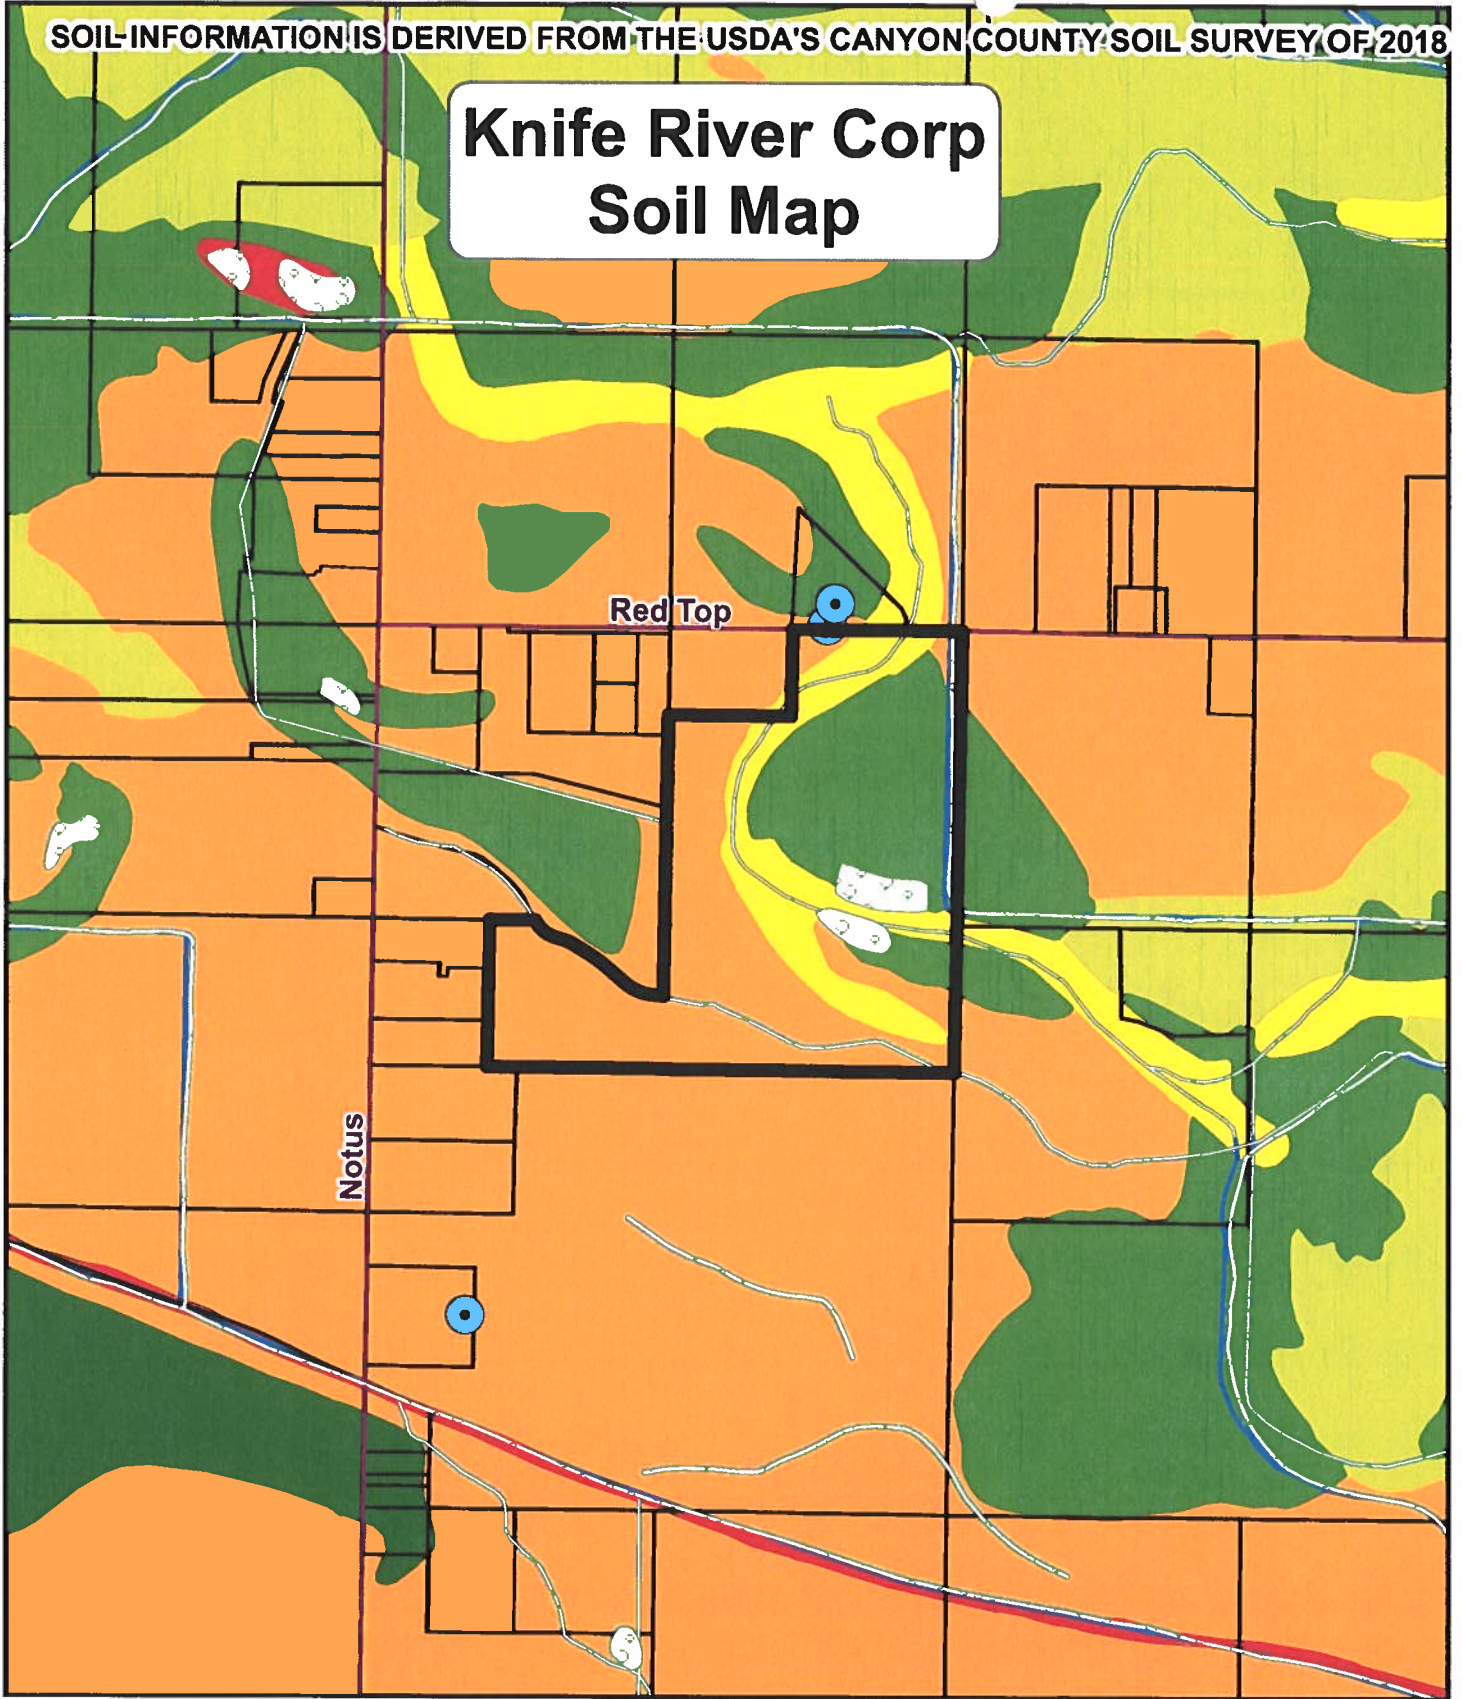 SOIL INFORMATION IS DERIVED FROM THE USDA'S CANYON COUNTY SOIL SURVEY OF 2018
Knife River Corp
Soil Map
Red Top
Notus